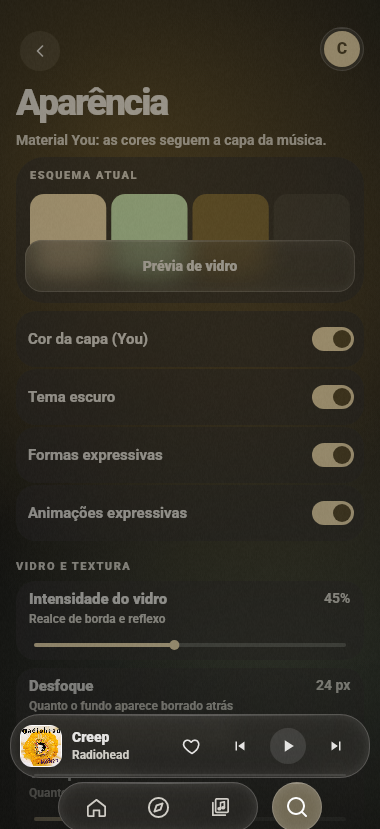 C
Aparência
Material You: as cores seguem a capa da música.
ESQUEMA ATUAL
Prévia de vidro
Cor da capa (You)
Tema escuro
Formas expressivas
Animações expressivas
VIDRO E TEXTURA
Intensidade do vidro
45%
Realce de borda e reflexo
Desfoque
24 px
Quanto o fundo aparece borrado atrás
Radiohead
Creep
Radiohead